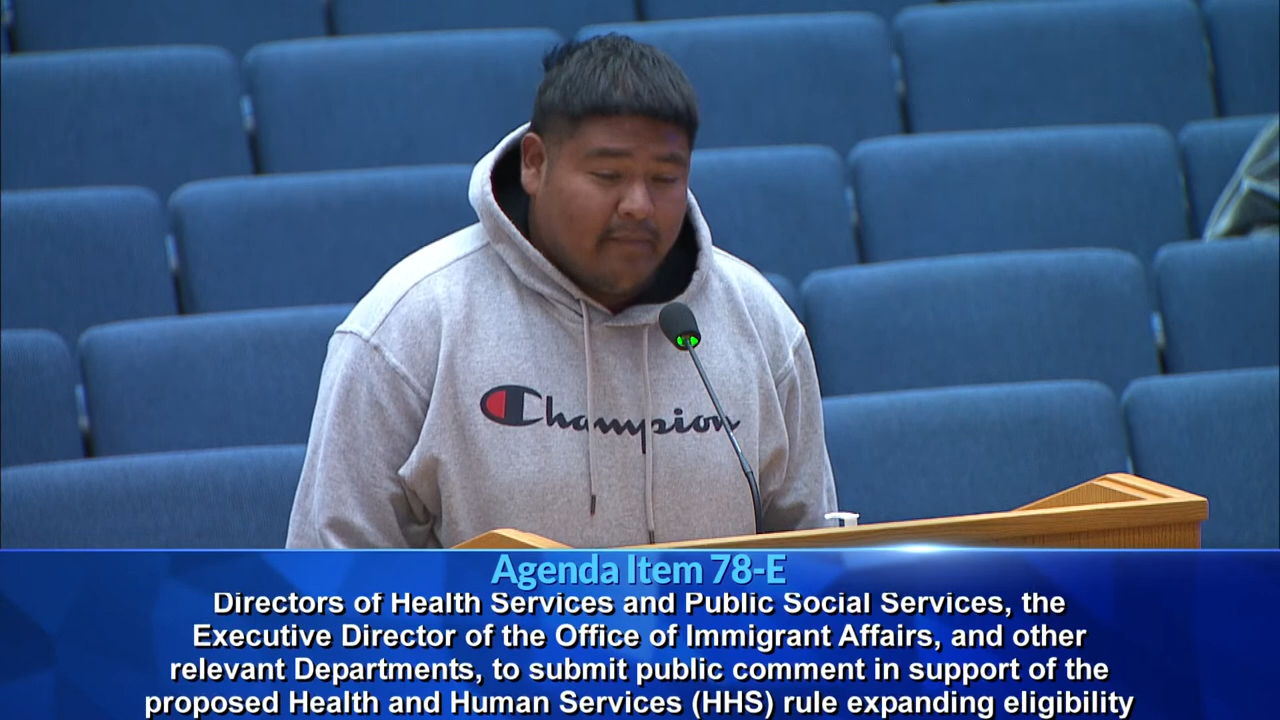 Champion
Agenda Item 78-E
Directors of Health Services and Public Social Services, the
Executive Director of the Office of Immigrant Affairs, and other
relevant Departments, to submit public comment in support of the
proposed Health and Human Services (HHS) rule expanding eligibility